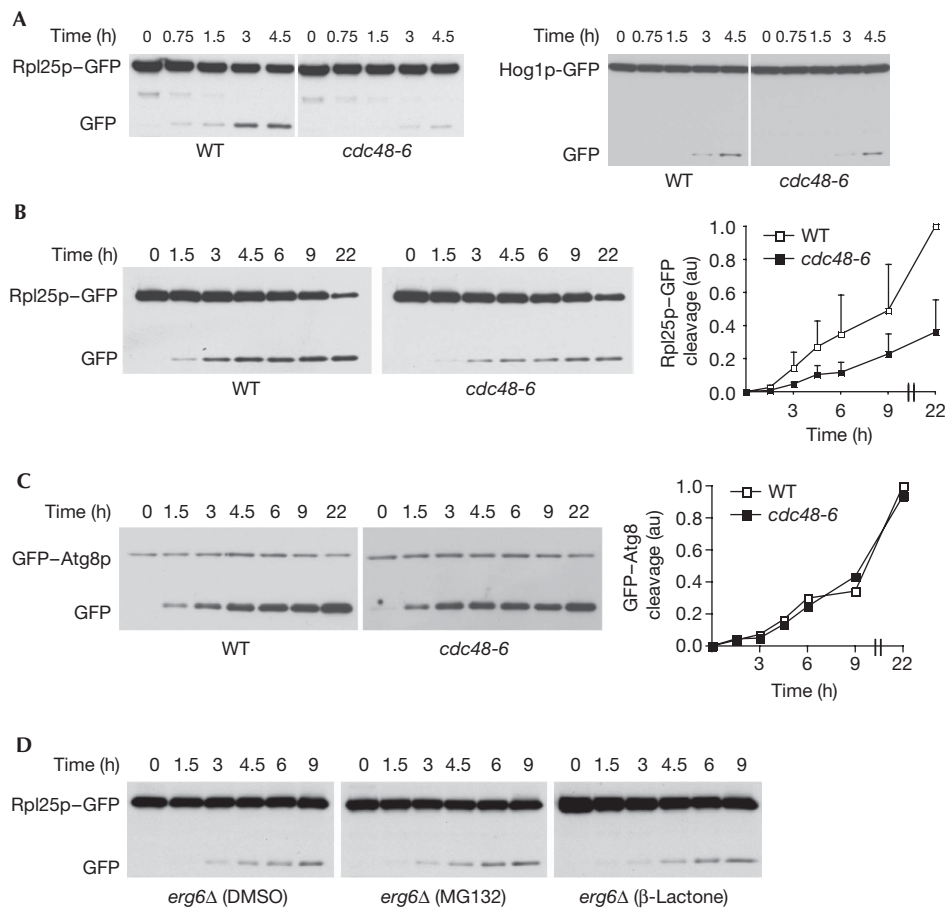 A
Time (h) 0 0.75 1.5 3 4.5 0 0.75 1.5 3 4.5
Rpl25p–GFP
GFP
WT cdc48-6
Time (h) 0 0.75 1.5 3 4.5 0 0.75 1.5 3 4.5
Hog1p-GFP
GFP
WT cdc48-6
B
Time (h) 0 1.5 3 4.5 6 9 22 0 1.5 3 4.5 6 9 22
Rpl25p–GFP
GFP
WT cdc48-6
Rpl25p–GFP
cleavage (au)
1.0
0.8
0.6
0.4
0.2
0.0
WT
cdc48-6
3 6 9 22
Time (h)
C
Time (h) 0 1.5 3 4.5 6 9 22 0 1.5 3 4.5 6 9 22
GFP–Atg8p
GFP
WT cdc48-6
GFP–Atg8
cleavage (au)
1.0
0.8
0.6
0.4
0.2
0.0
WT
cdc48-6
3 6 9 22
Time (h)
D
Time (h) 0 1.5 3 4.5 6 9 0 1.5 3 4.5 6 9 0 1.5 3 4.5 6 9
Rpl25p–GFP
GFP
erg6Δ (DMSO) erg6Δ (MG132) erg6Δ (β-Lactone)